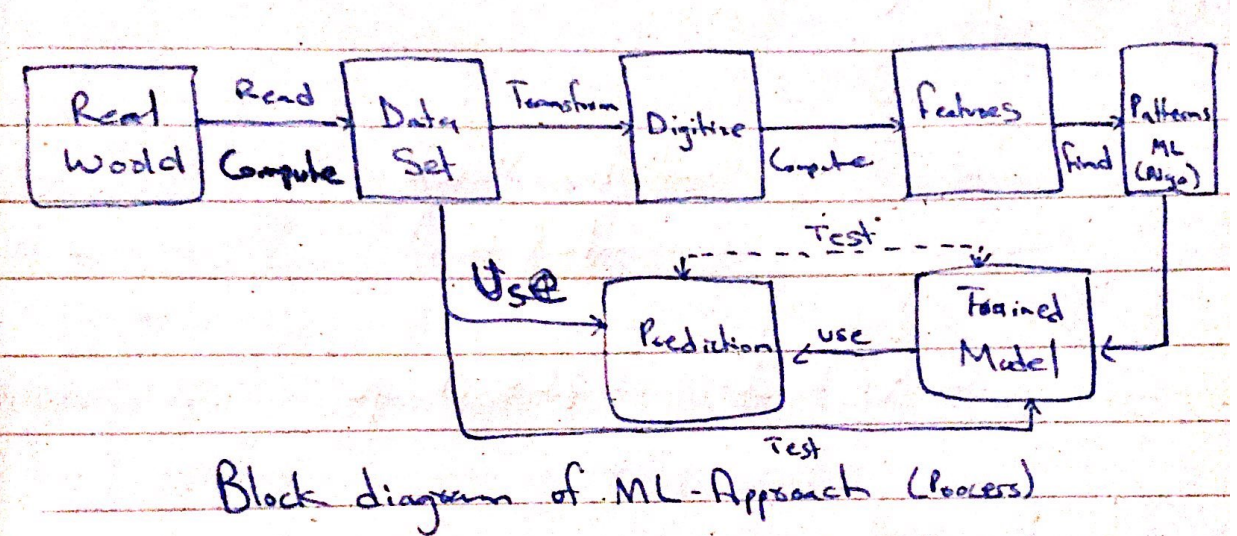 Real
World
Read
Compute
Data
Set
Transform
Digitize
Compute
Features
Find
Patterns
ML
(Algo)
Test
Use
Prediction
use
Trained
Model
Test
Block diagram of ML-Approach (Process)